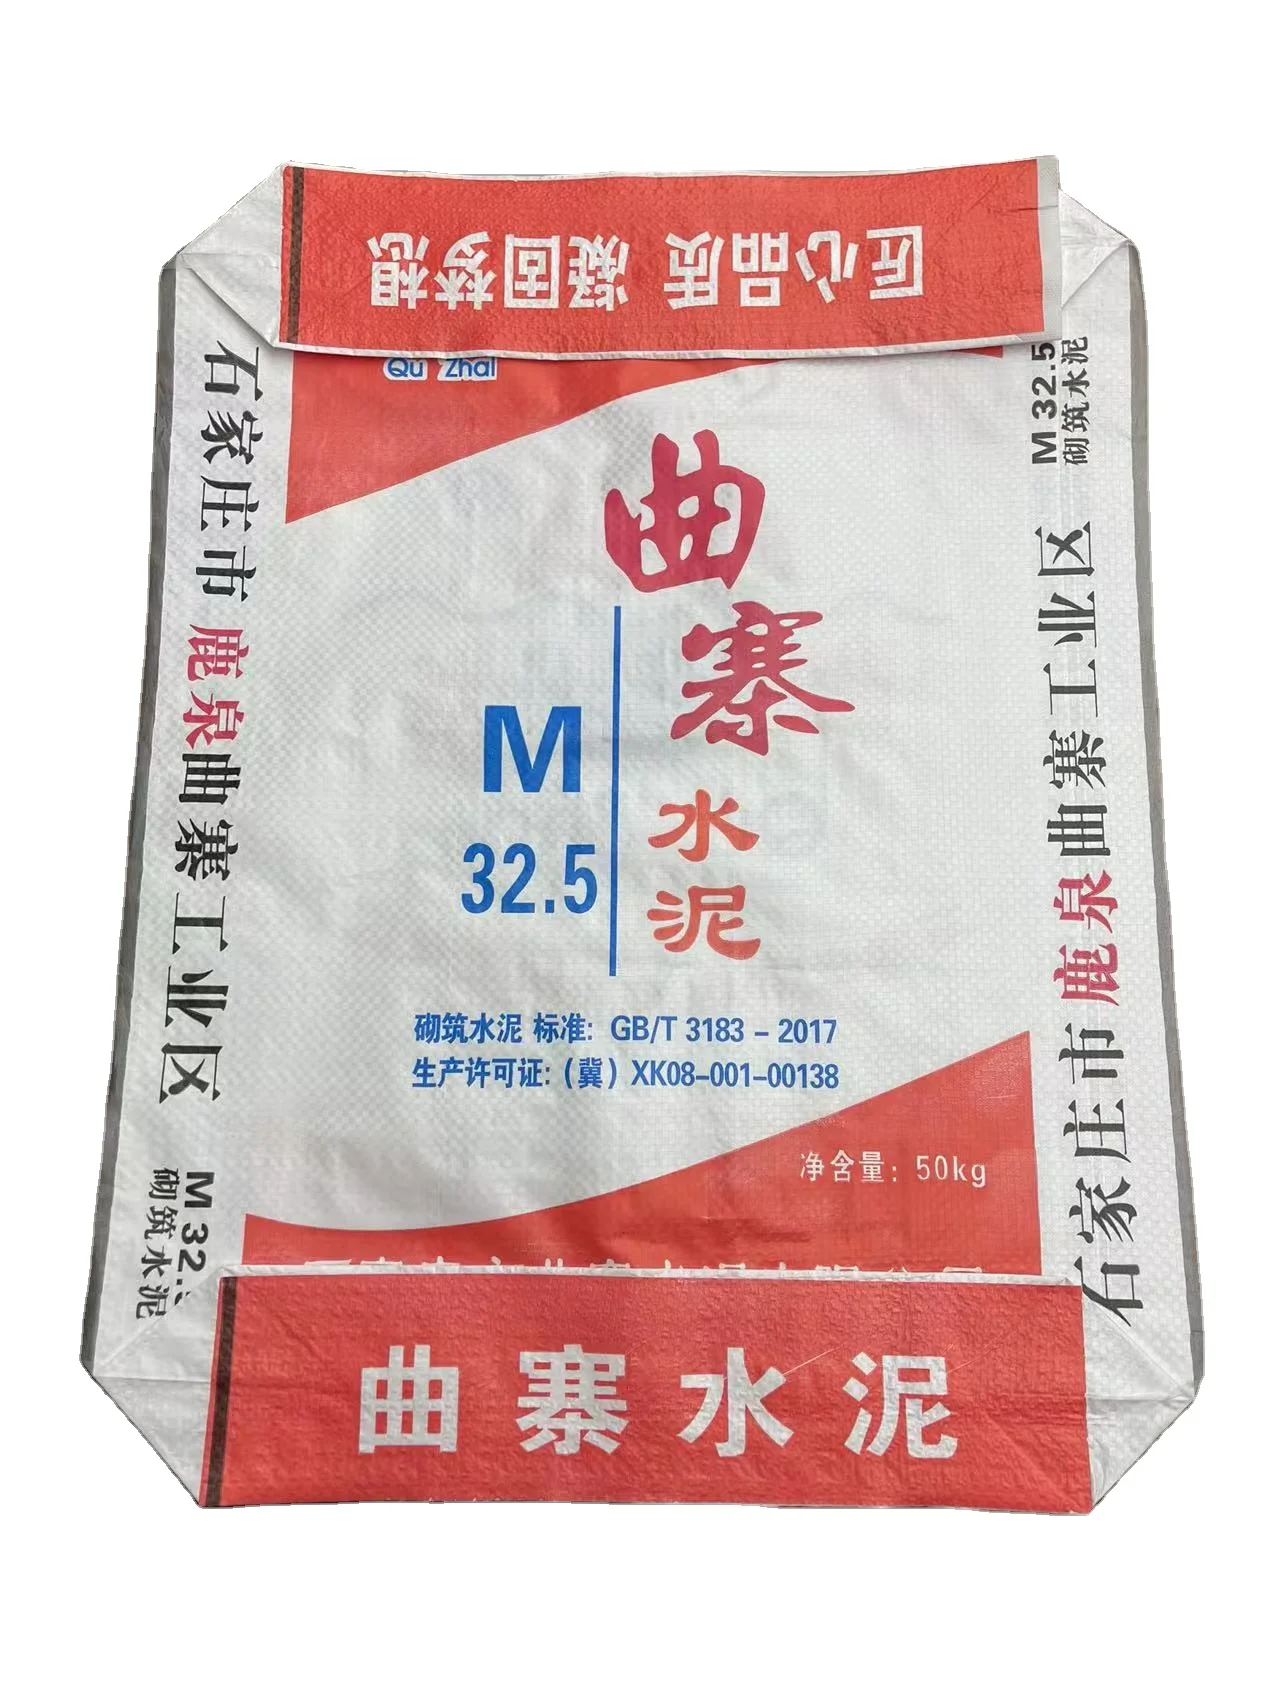 匠心品质 凝固梦想
Qu Zhai
曲寨
水泥
M
32.5
砌筑水泥 标准: GB/T 3183-2017
生产许可证:(冀) XK08-001-00138
净含量: 50kg
曲寨水泥
石家庄市鹿泉曲寨工业区
M 32.
砌筑水泥
石家庄市鹿泉曲寨工业区
M 32.5
砌筑水泥